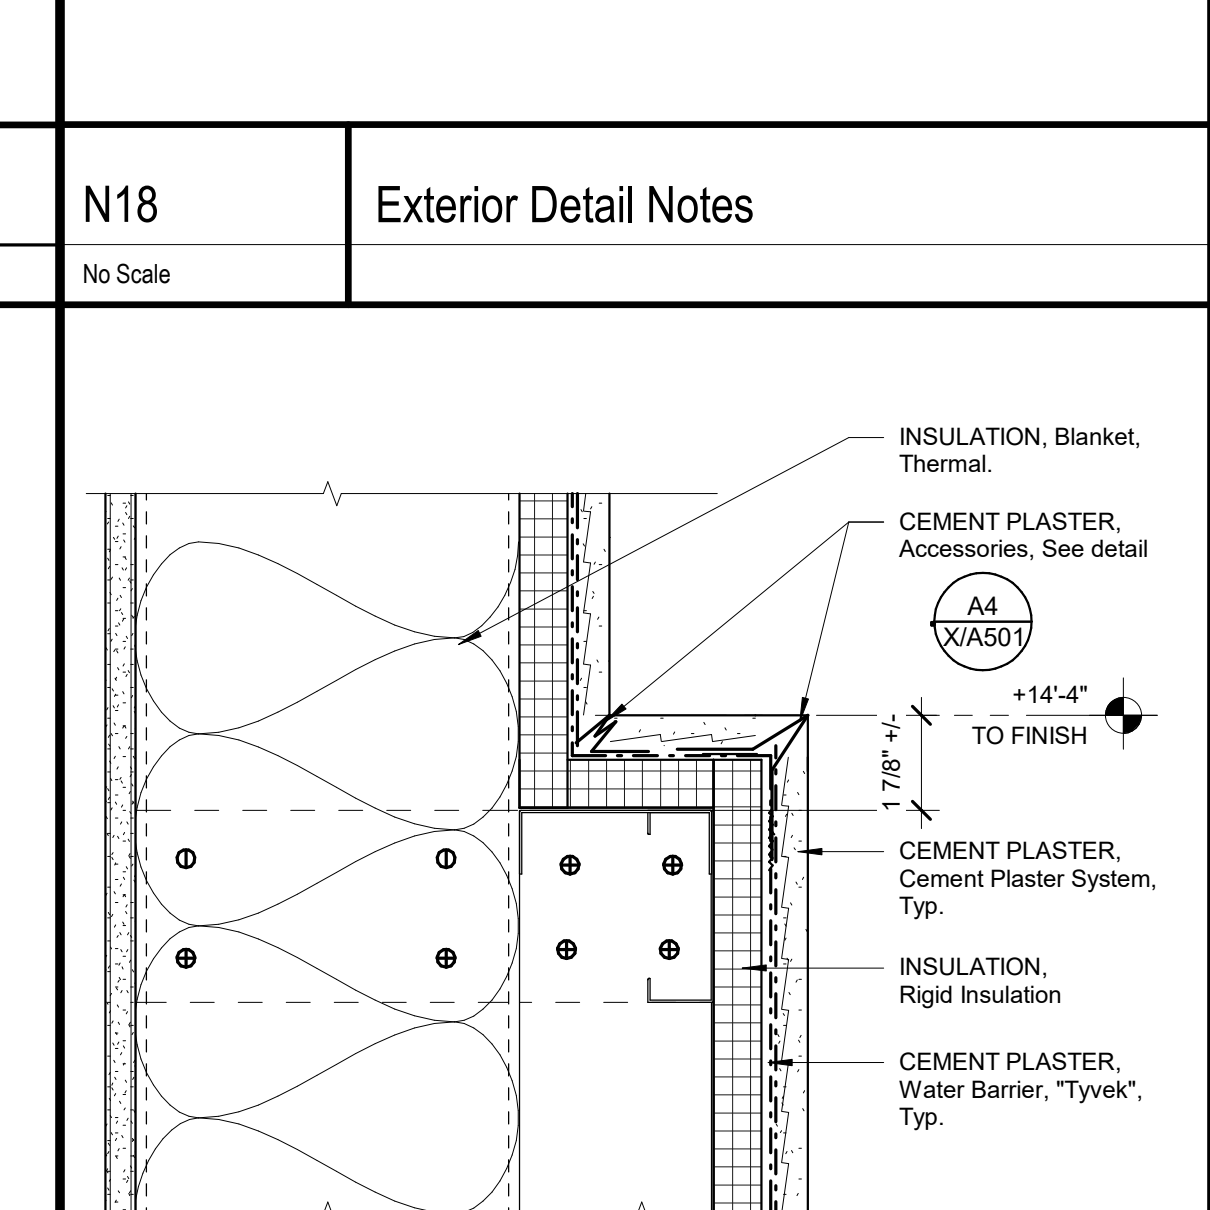 N18
Exterior Detail Notes
No Scale
INSULATION, Blanket,
Thermal.
CEMENT PLASTER,
Accessories, See detail
A4
X/A501
+14'-4"
TO FINISH
1 7/8" +/-
CEMENT PLASTER,
Cement Plaster System,
Typ.
INSULATION,
Rigid Insulation
CEMENT PLASTER,
Water Barrier, "Tyvek",
Typ.